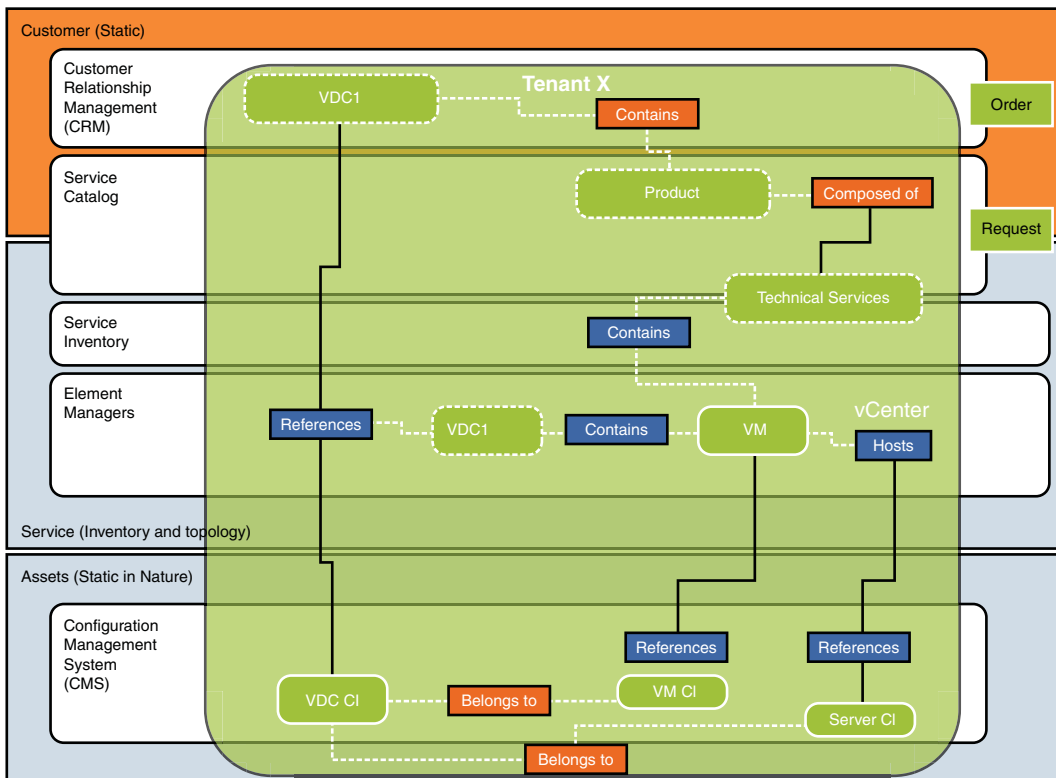 Customer (Static)
Customer
Relationship
Management
(CRM)
Tenant X
VDC1
Contains
Order
Service
Catalog
Product
Composed of
Request
Technical Services
Service
Inventory
Contains
Element
Managers
References
VDC1
Contains
VM
vCenter
Hosts
Service (Inventory and topology)
Assets (Static in Nature)
Configuration
Management
System
(CMS)
References
References
VDC CI
Belongs to
VM CI
Server CI
Belongs to